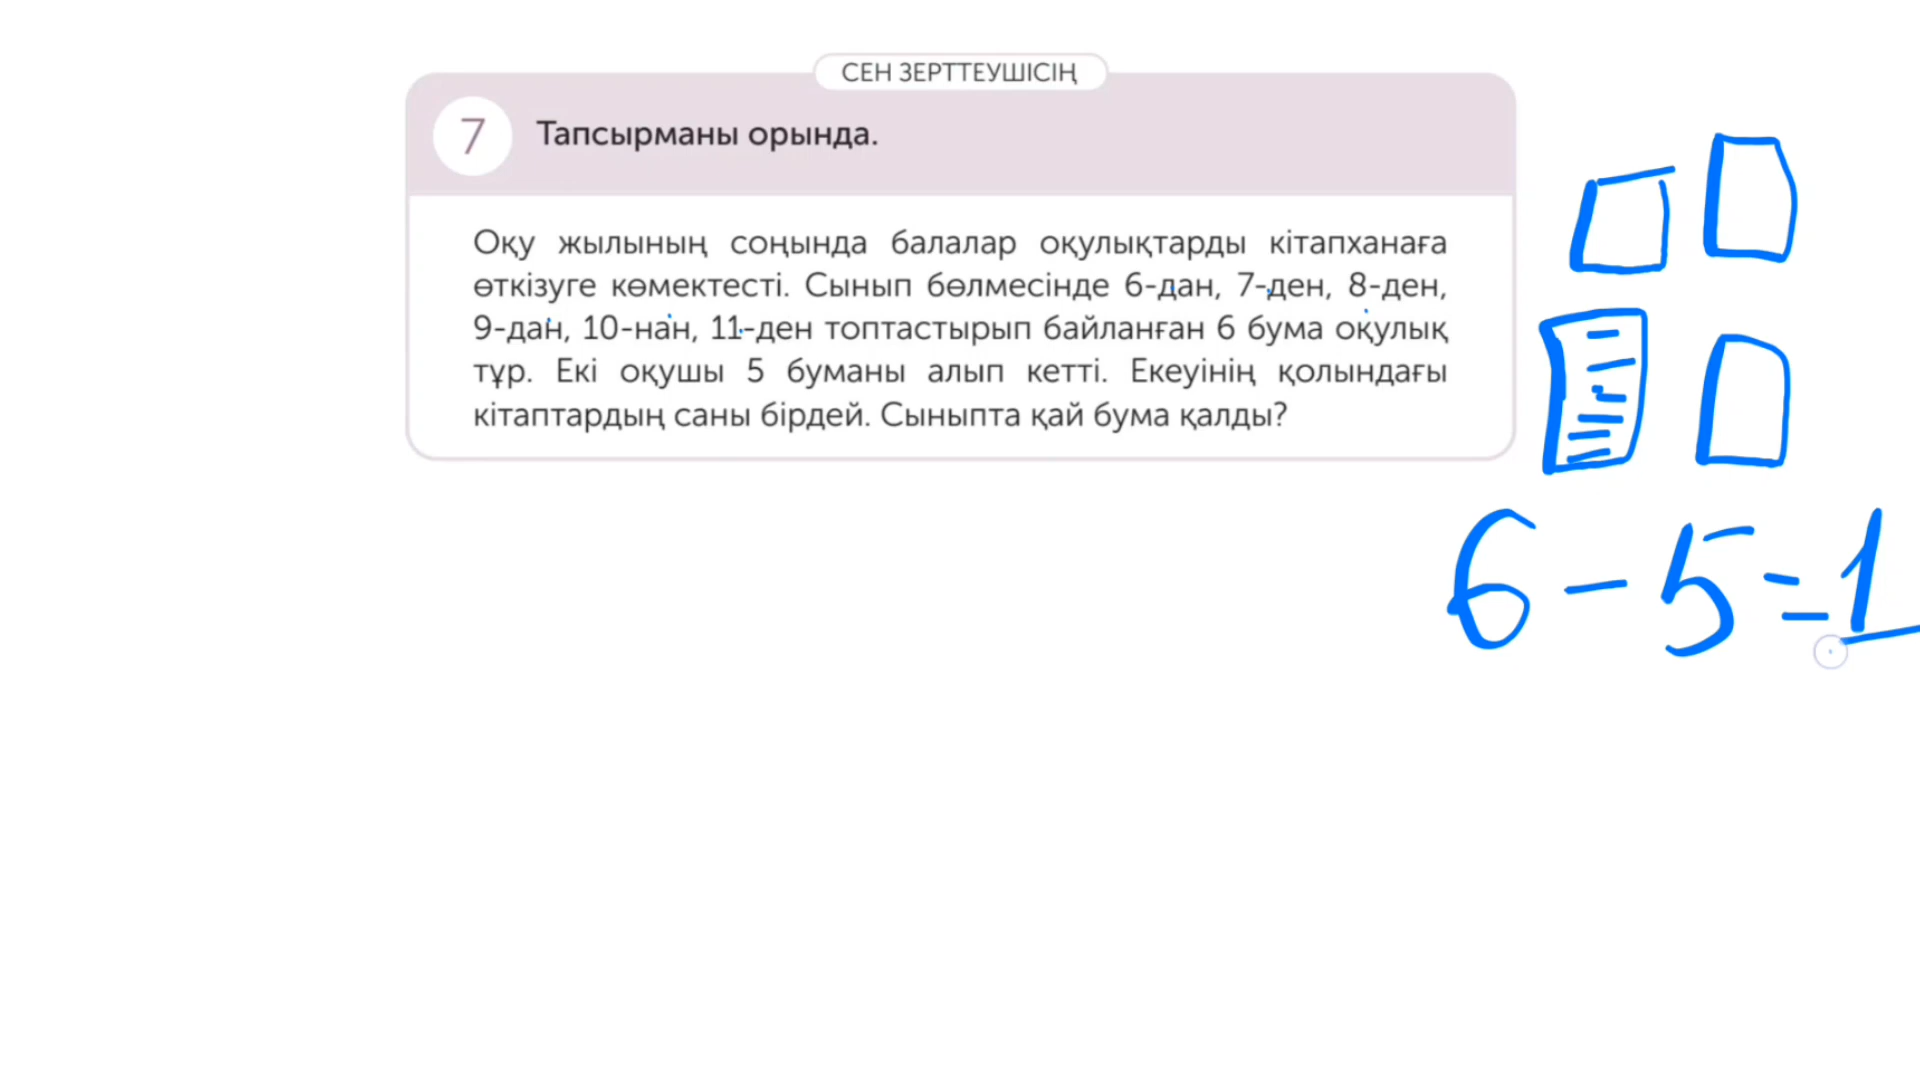 СЕН ЗЕРТТЕУШІСІҢ
7 Тапсырманы орында.
Оқу жылының соңында балалар оқулықтарды кітапханаға
өткізуге көмектесті. Сынып бөлмесінде 6-дан, 7-ден, 8-ден,
9-дан, 10-нан, 11-ден топтастырып байланған 6 бума оқулық
тұр. Екі оқушы 5 буманы алып кетті. Екеуінің қолындағы
кітаптардың саны бірдей. Сыныпта қай бума қалды?
6 - 5 = 1